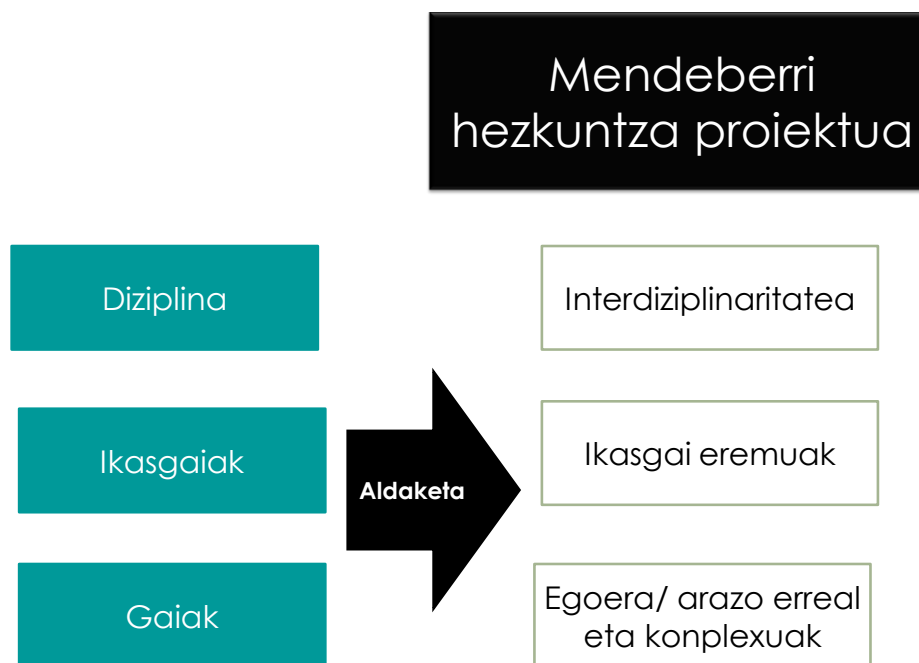 Mendeberri
hezkuntza proiektua
Diziplina
Interdiziplinaritatea
Ikasgaiak
Aldaketa
Ikasgai eremuak
Gaiak
Egoera/ arazo erreal
eta konplexuak